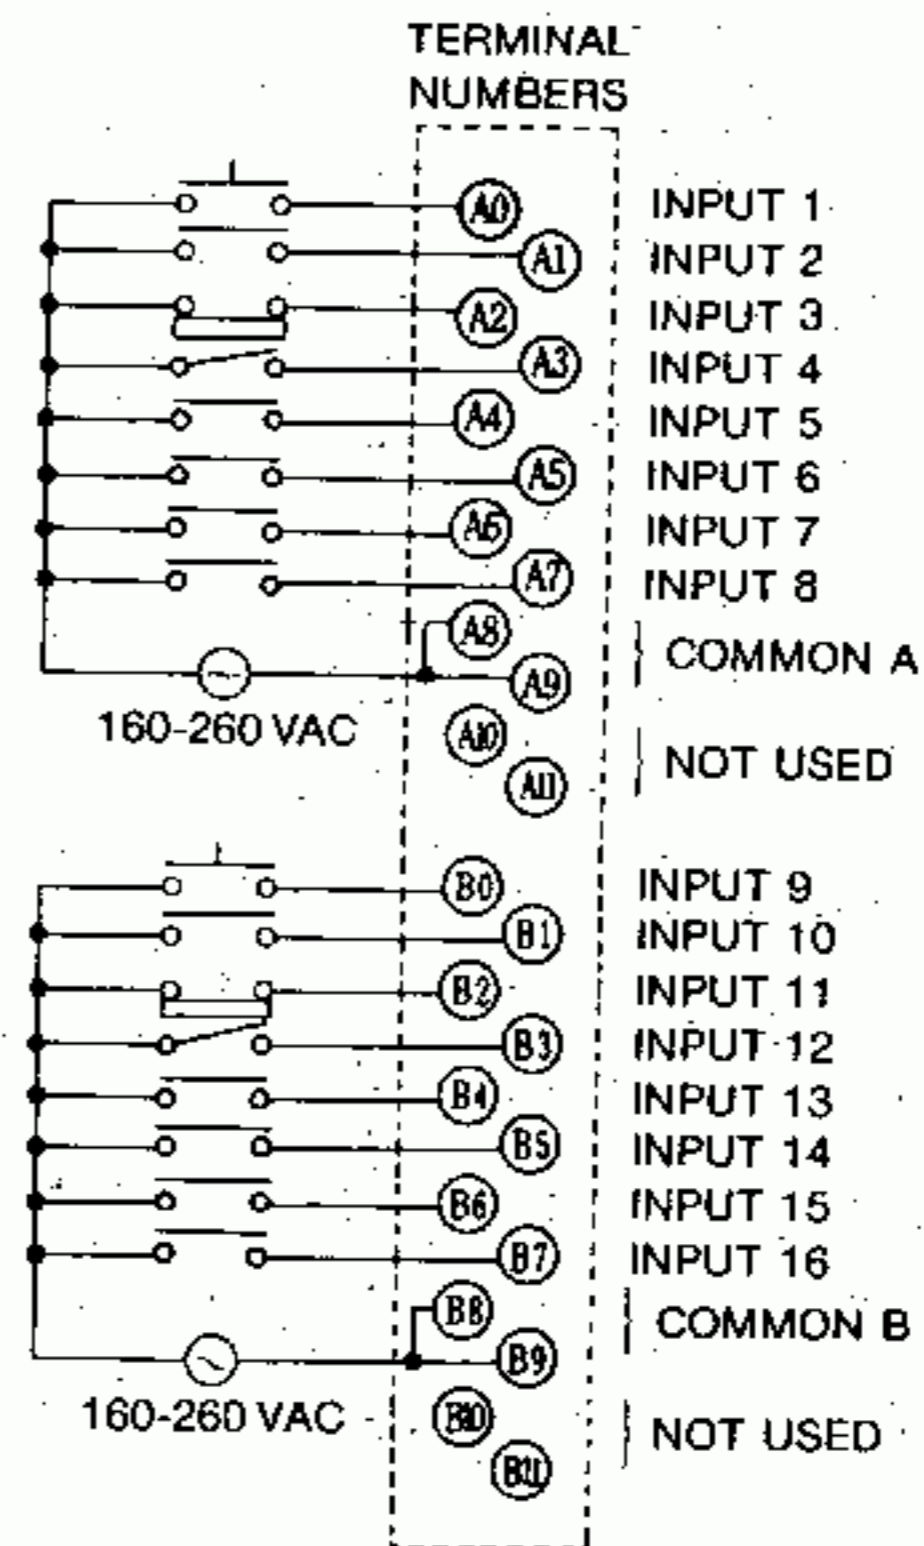 TERMINAL
NUMBERS
A0 INPUT 1
A1 INPUT 2
A2 INPUT 3
A3 INPUT 4
A4 INPUT 5
A5 INPUT 6
A6 INPUT 7
A7 INPUT 8
A8
COMMON A
A9
160-260 VAC
A10
NOT USED
A11
B0 INPUT 9
B1 INPUT 10
B2 INPUT 11
B3 INPUT 12
B4 INPUT 13
B5 INPUT 14
B6 INPUT 15
B7 INPUT 16
B8
COMMON B
B9
160-260 VAC
B10
NOT USED
B11